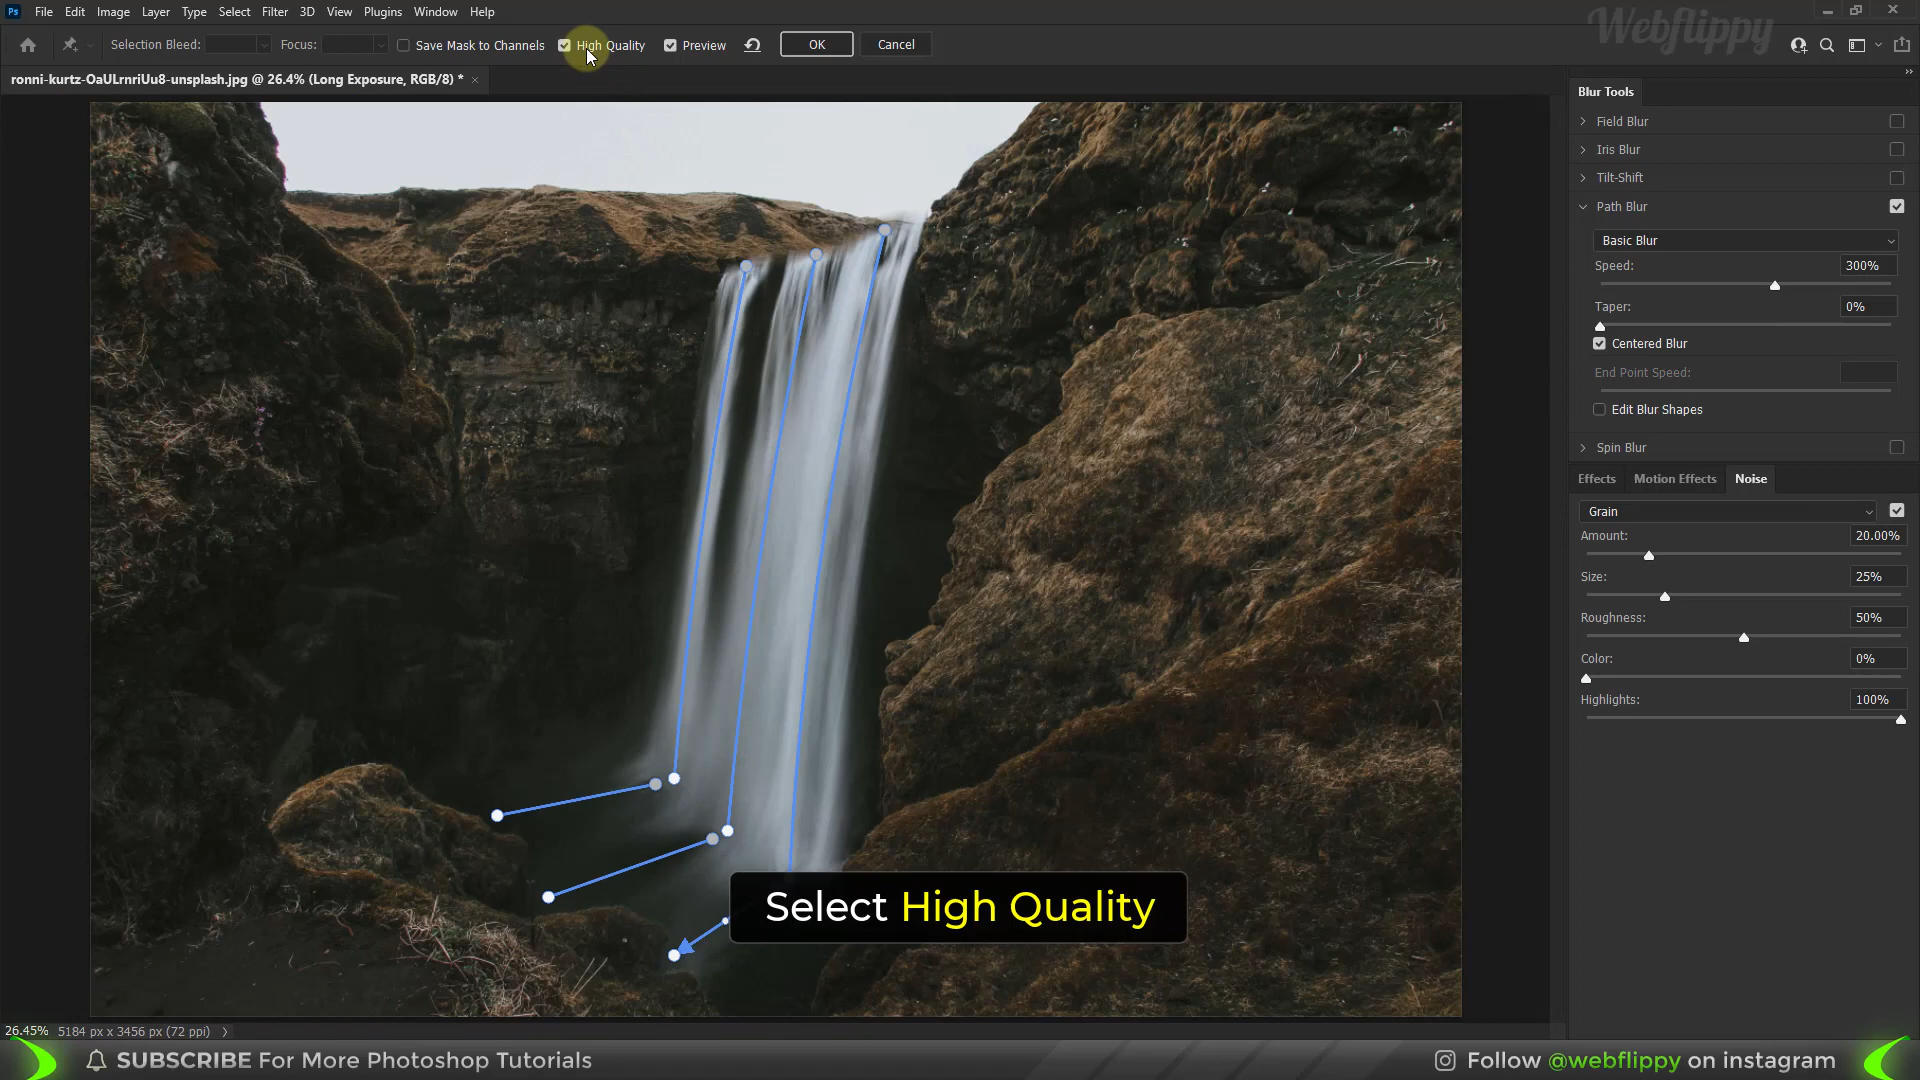 Ps File Edit Image Layer Type Select Filter 3D View Plugins Window Help
Webflippy
Selection Bleed: Focus: Save Mask to Channels High Quality Preview OK Cancel
ronni-kurtz-OaULrnriUu8-unsplash.jpg @ 26.4% (Long Exposure, RGB/8) *
Blur Tools
Field Blur
Iris Blur
Tilt-Shift
Path Blur
Basic Blur
Speed: 300%
Taper: 0%
Centered Blur
End Point Speed:
Edit Blur Shapes
Spin Blur
Effects Motion Effects Noise
Grain
Amount: 20.00%
Size: 25%
Roughness: 50%
Color: 0%
Highlights: 100%
Select High Quality
26.45% 5184 px x 3456 px (72 ppi)
SUBSCRIBE For More Photoshop Tutorials
Follow @webflippy on instagram